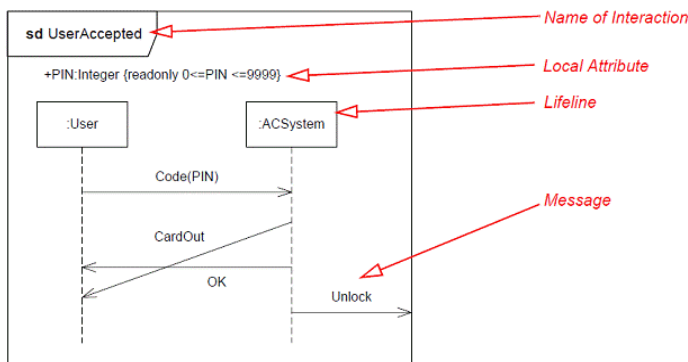 sd UserAccepted
Name of Interaction
+PIN:Integer {readonly 0<=PIN <=9999}
Local Attribute
:User
:ACSystem
Lifeline
Code(PIN)
Message
CardOut
OK
Unlock